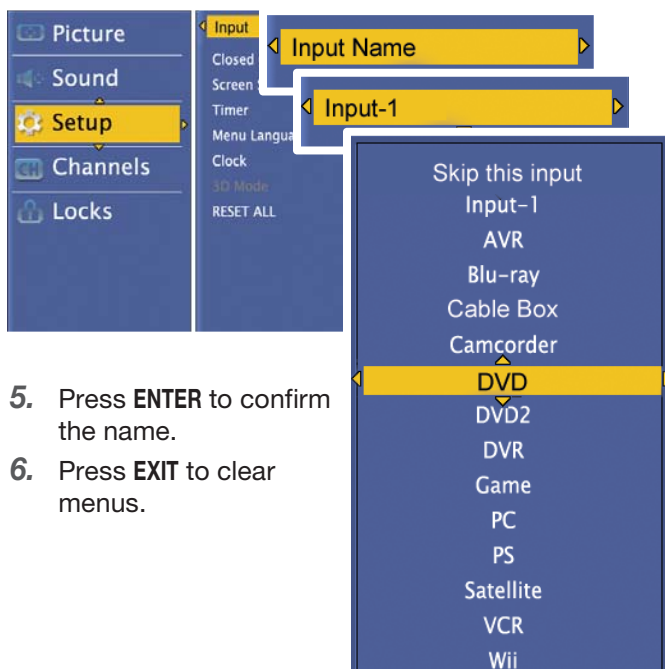 Picture
Sound
Setup
CH Channels
Locks
Input
Closed
Screen
Timer
Menu
Clock
3D Mode
RESET ALL
Input Name
Input-1
Skip this input
Input-1
AVR
Blu-ray
Cable Box
Camcorder
DVD
DVD2
DVR
Game
PC
PS
Satellite
VCR
Wii
5. Press ENTER to confirm
the name.
6. Press EXIT to clear
menus.